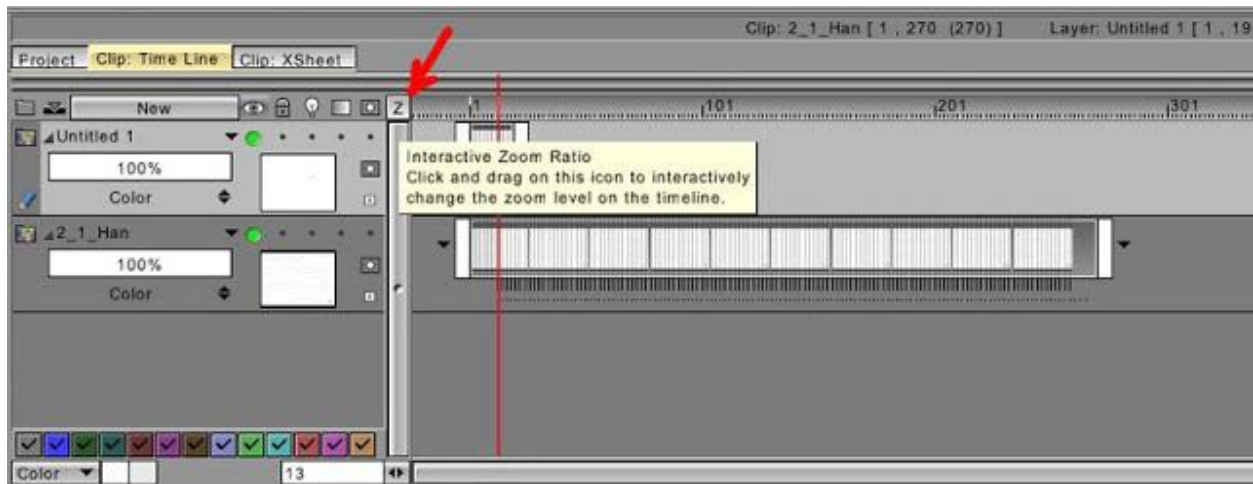 Clip: 2_1_Han [ 1 , 270 (270) ] Layer: Untitled 1 [ 1 , 19
Project Clip: Time Line Clip: XSheet
New Z 1 101 201 301
Untitled 1
100%
Color
Interactive Zoom Ratio
Click and drag on this icon to interactively
change the zoom level on the timeline.
2_1_Han
100%
Color
Color 13